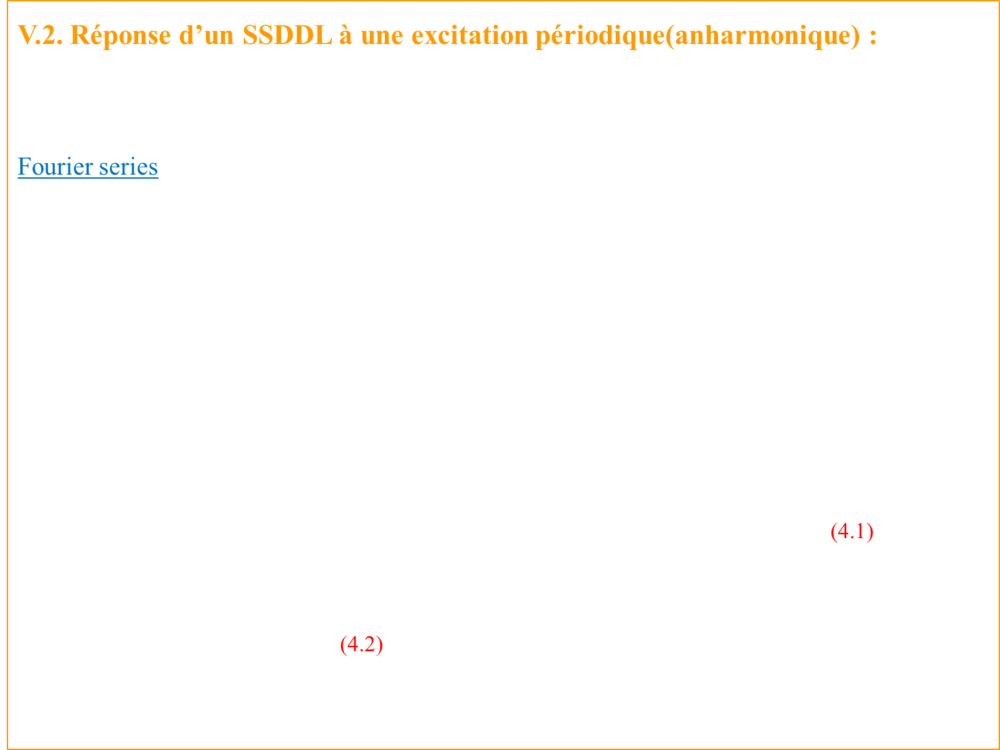 V.2. Réponse d’un SSDDL à une excitation périodique(anharmonique) :
Fourier series
(4.1)
(4.2)